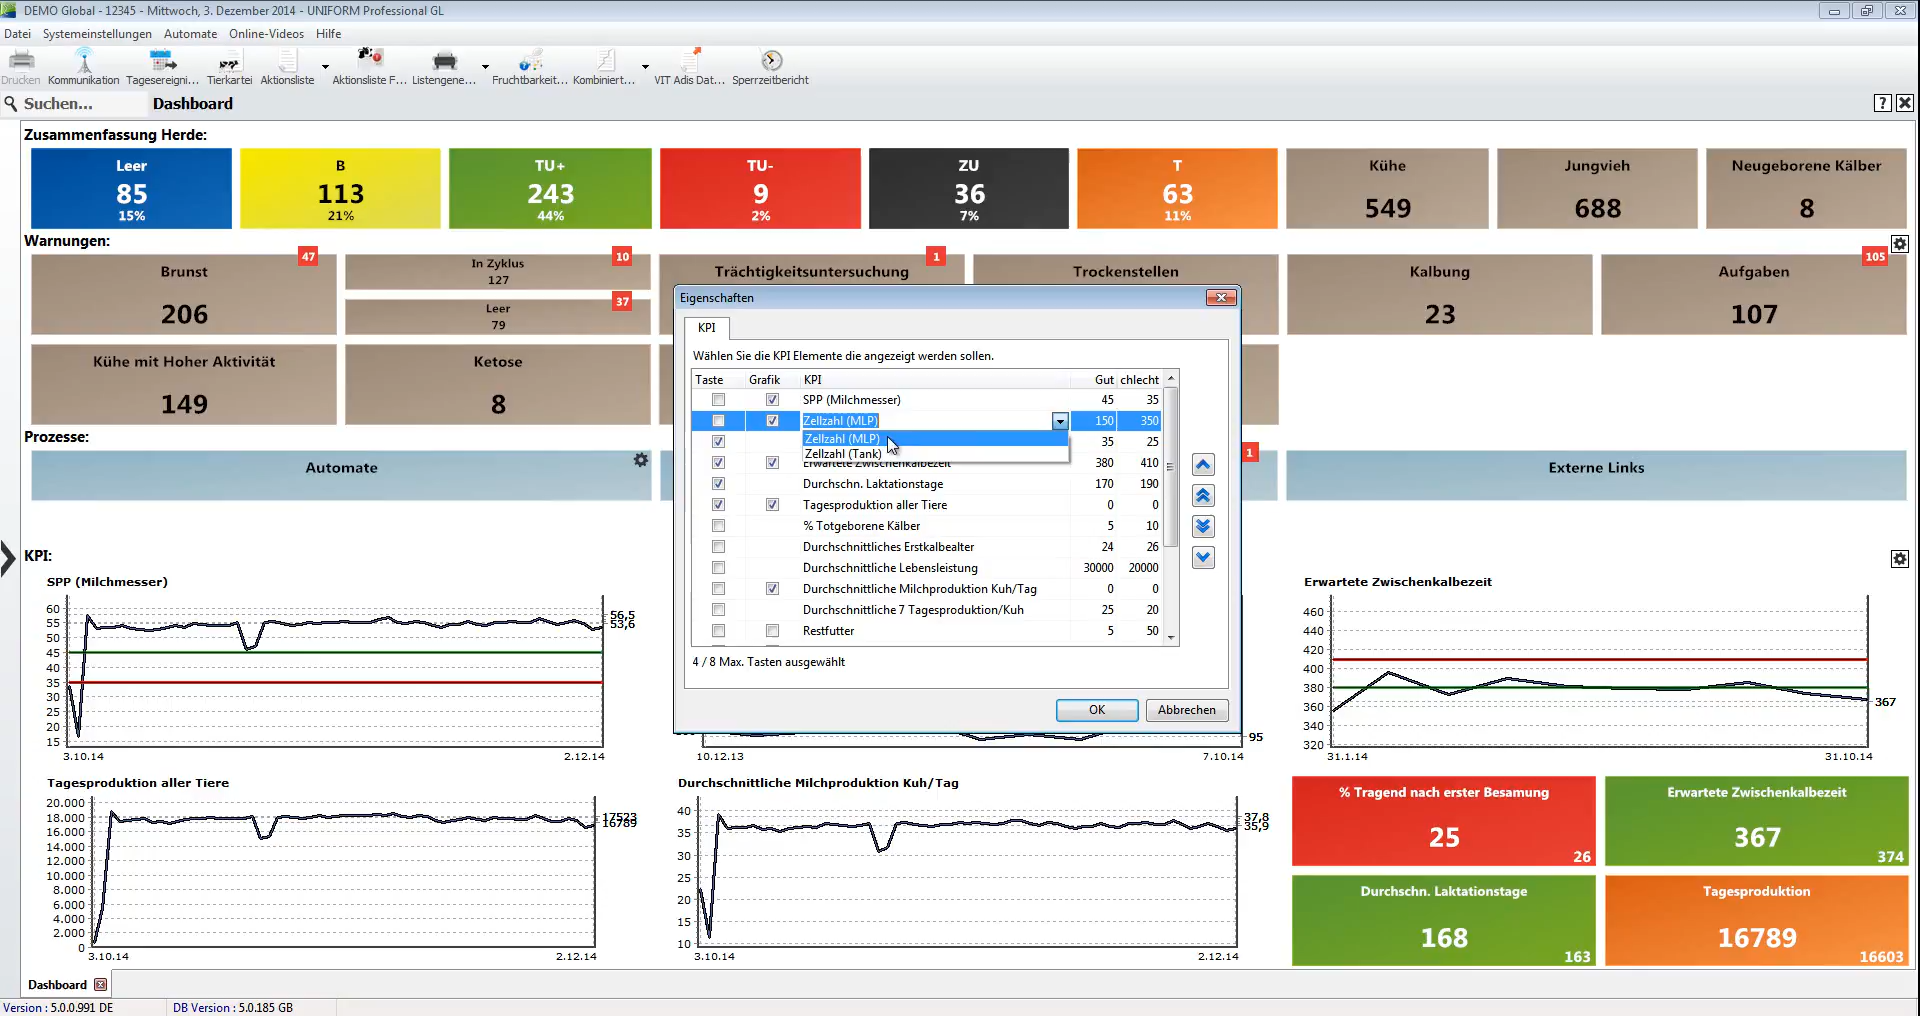 DEMO Global - 12345 - Mittwoch, 3. Dezember 2014 - UNIFORM Professional GL
Datei Systemeinstellungen Automate Online-Videos Hilfe
Drucken Kommunikation Tagesereigni... Tierkartei Aktionsliste Aktionsliste F... Listengene... Fruchtbarkeit... Kombiniert... VIT Adis Dat... Sperrzeitbericht
Suchen... Dashboard ?
Zusammenfassung Herde:
Leer
85
15%
B
113
21%
TU+
243
44%
TU-
9
2%
ZU
36
7%
T
63
11%
Kühe
549
Jungvieh
688
Neugeborene Kälber
8
Warnungen:
Brunst
47
206
In Zyklus
10
127
Leer
37
79
Trächtigkeitsuntersuchung
1
Trockenstellen
Kalbung
23
Aufgaben
105
107
Kühe mit Hoher Aktivität
149
Ketose
8
Prozesse:
Automate
1
Externe Links
Eigenschaften
KPI
Wählen Sie die KPI Elemente die angezeigt werden sollen.
Taste Grafik KPI Gut chlecht
SPP (Milchmesser) 45 35
Zellzahl (MLP) 150 350
Zellzahl (MLP)
35 25
Zellzahl (Tank)
Erwartete Zwischenkalbezeit 380 410
Durchschn. Laktationstage 170 190
Tagesproduktion aller Tiere 0 0
% Totgeborene Kälber 5 10
Durchschnittliches Erstkalbealter 24 26
Durchschnittliche Lebensleistung 30000 20000
Durchschnittliche Milchproduktion Kuh/Tag 0 0
Durchschnittliche 7 Tagesproduktion/Kuh 25 20
Restfutter 5 50
4 / 8 Max. Tasten ausgewählt
OK Abbrechen
KPI:
SPP (Milchmesser)
60
55
45
40
35
30
25
20
15
56,5
53,6
3.10.14 2.12.14
95
10.12.13 7.10.14
Erwartete Zwischenkalbezeit
460
440
420
400
380
360
340
320
367
31.1.14 31.10.14
Tagesproduktion aller Tiere
20.000
18.000
16.000
14.000
12.000
10.000
8.000
6.000
4.000
2.000
0
17523
16789
3.10.14 2.12.14
Durchschnittliche Milchproduktion Kuh/Tag
40
35
30
25
20
15
10
37,8
35,9
3.10.14 2.12.14
% Tragend nach erster Besamung
25
26
Erwartete Zwischenkalbezeit
367
374
Durchschn. Laktationstage
168
163
Tagesproduktion
16789
16603
Dashboard
Version : 5.0.0.991 DE DB Version : 5.0.185 GB